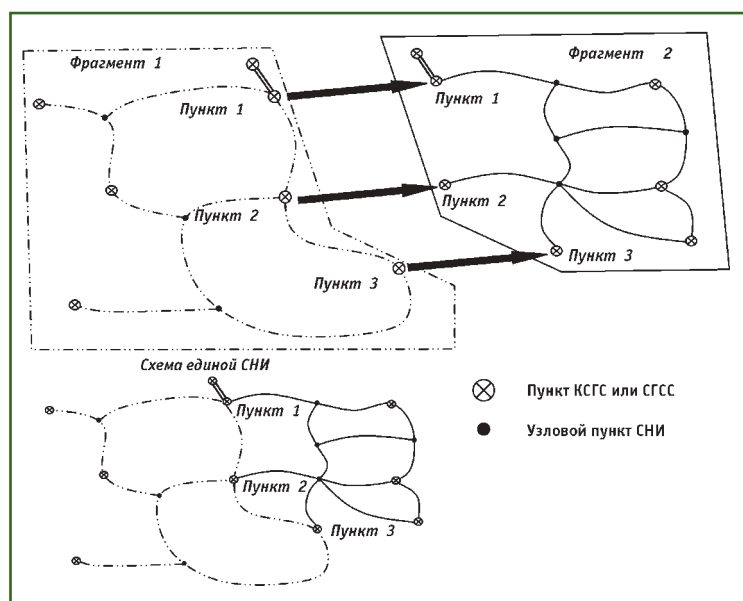 Фрагмент 1
Фрагмент 2
Пункт 1
Пункт 1
Пункт 2
Пункт 2
Пункт 3
Пункт 3
Схема единой СНИ
Пункт 1
Пункт КСГС или СГСС
Узловой пункт СНИ
Пункт 2
Пункт 3